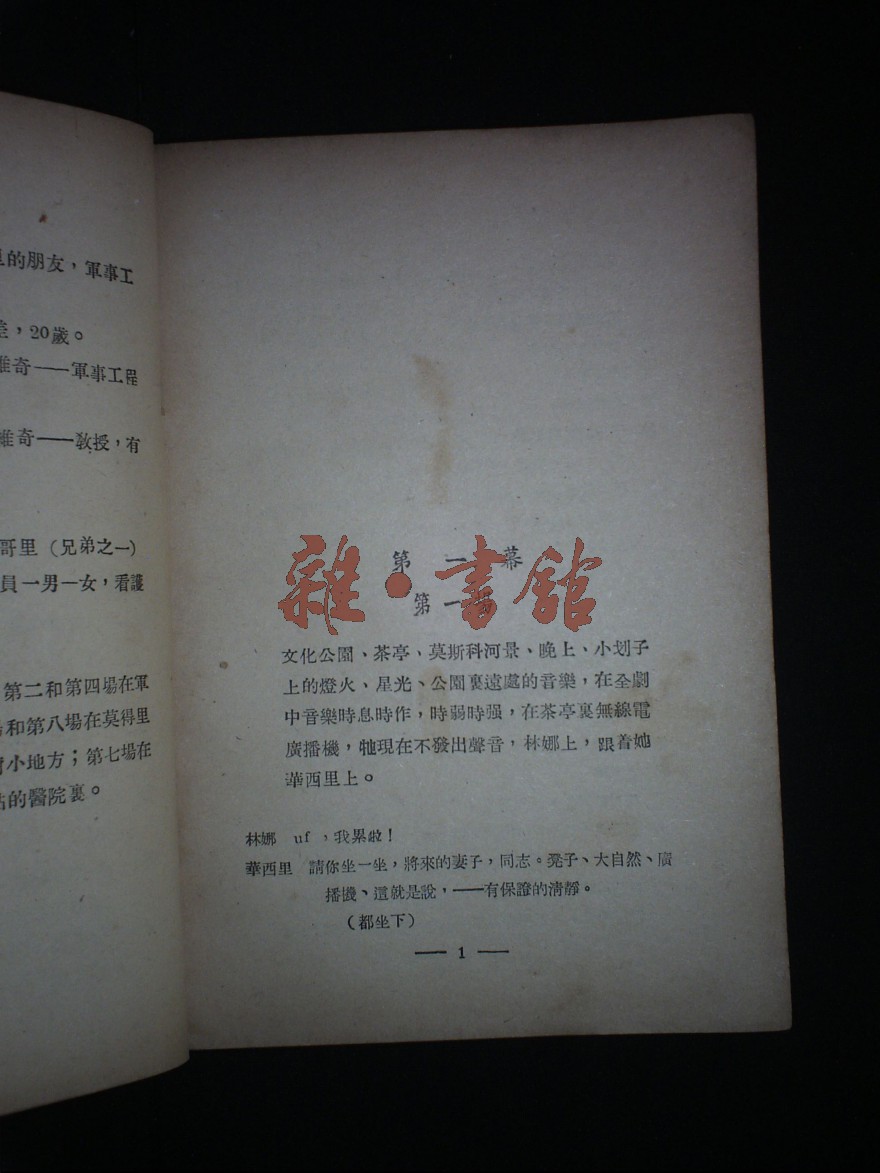 里的朋友，軍事工
，20歲。
維奇——軍事工程
維奇——教授，有
哥里（兄弟之一）
員一男一女，看護
第二和第四場在軍
和第八場在莫得里
小地方；第七場在
的醫院裏。
第一幕
第一場
雜·書舘
文化公園、茶亭、莫斯科河景、晚上、小划子
上的燈火、星光、公園裏遠處的音樂，在全劇
中音樂時息時作，時弱時强，在茶亭裏無線電
廣播機，牠現在不發出聲音，林娜上，跟着她
華西里上。
林娜 uf，我累啦！
華西里 請你坐一坐，將來的妻子，同志。凳子、大自然、廣
播機、這就是說，——有保證的清靜。
（都坐下）
— 1 —